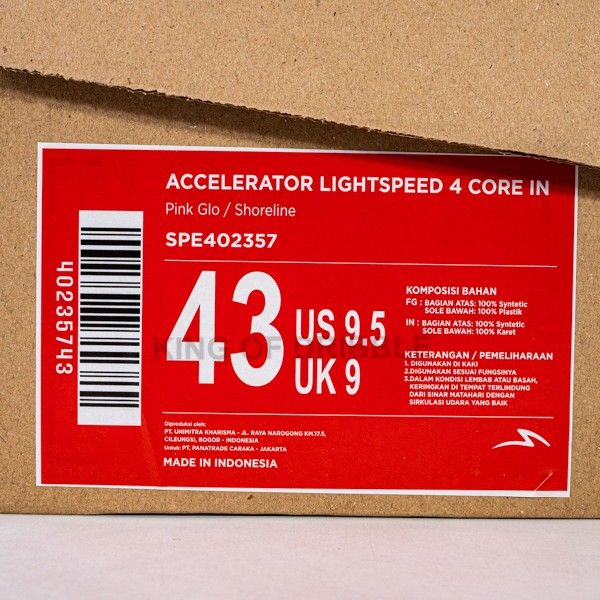 ACCELERATOR LIGHTSPEED 4 CORE IN
Pink Glo / Shoreline
SPE402357
40235743
43
US 9.5
UK 9
KING OF DRIBBLE
KOMPOSISI BAHAN
FG : BAGIAN ATAS: 100% Syntetic
SOLE BAWAH: 100% Plastik
IN : BAGIAN ATAS: 100% Syntetic
SOLE BAWAH: 100% Karet
KETERANGAN / PEMELIHARAAN
1. DIGUNAKAN DI KAKI
2.DIGUNAKAN SESUAI FUNGSINYA
3.DALAM KONDISI LEMBAB ATAU BASAH,
KERINGKAN DI TEMPAT TERLINDUNG
DARI SINAR MATAHARI DENGAN
SIRKULASI UDARA YANG BAIK
Diproduksi oleh:
PT. UNIMITRA KHARISMA - JL. RAYA NAROGONG KM.17.5,
CILEUNGSI, BOGOR - INDONESIA
Untuk: PT. PANATRADE CARAKA - JAKARTA
MADE IN INDONESIA